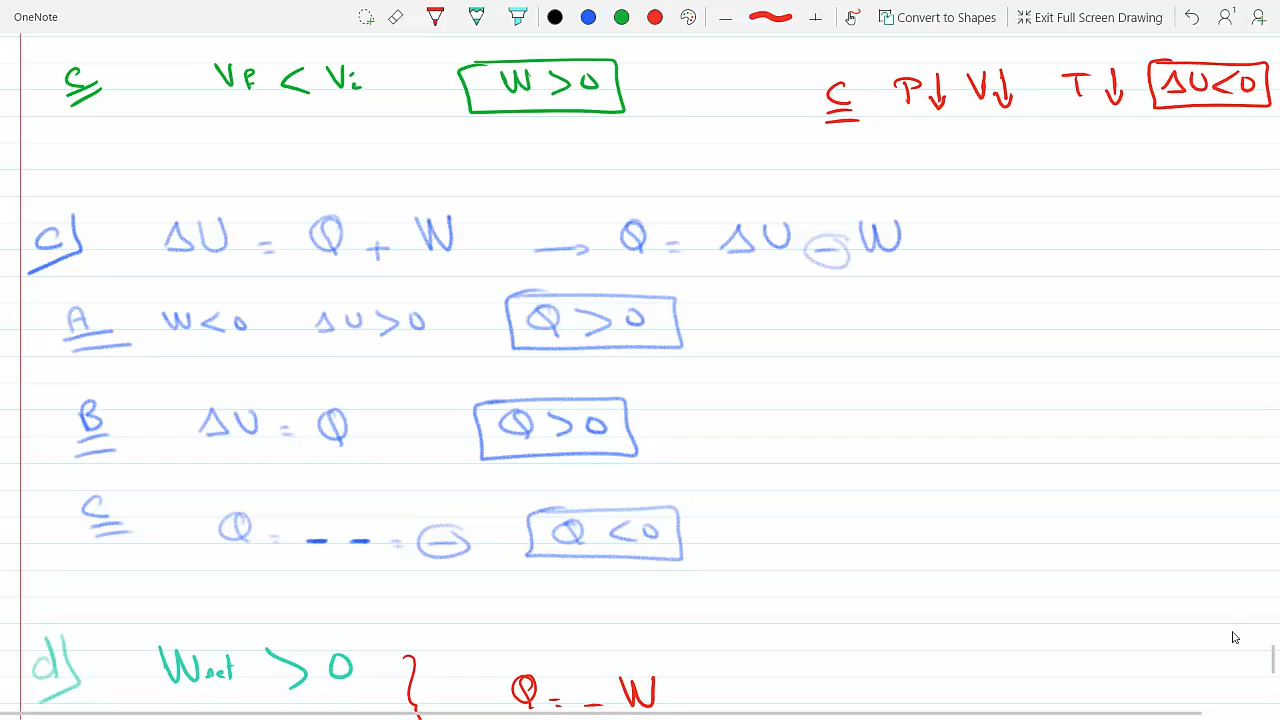 OneNote
Convert to Shapes
Exit Full Screen Drawing
C VF < Vi W > 0
C P↓ V↓ T↓ ΔU<0
c) ΔU = Q + W → Q = ΔU - W
A W<0 ΔU>0 Q > 0
B ΔU = Q Q > 0
C Q = - - = - Q < 0
d) Wnet > 0 }
Q = - W